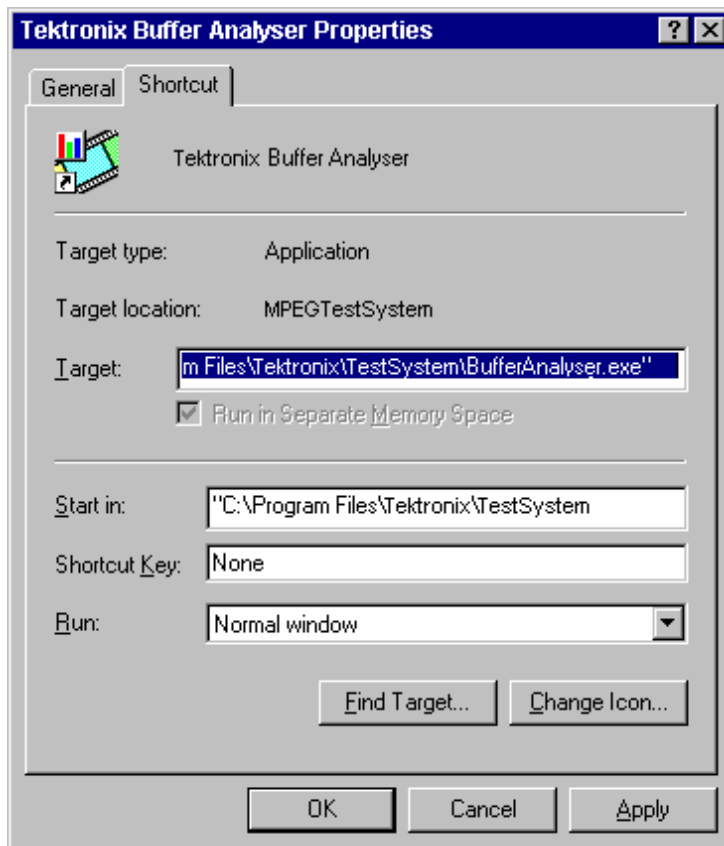 Tektronix Buffer Analyser Properties
General Shortcut
Tektronix Buffer Analyser
Target type: Application
Target location: MPEGTestSystem
Target: m Files\Tektronix\TestSystem\BufferAnalyser.exe"
Run in Separate Memory Space
Start in: "C:\Program Files\Tektronix\TestSystem
Shortcut Key: None
Run: Normal window
Find Target... Change Icon...
OK Cancel Apply